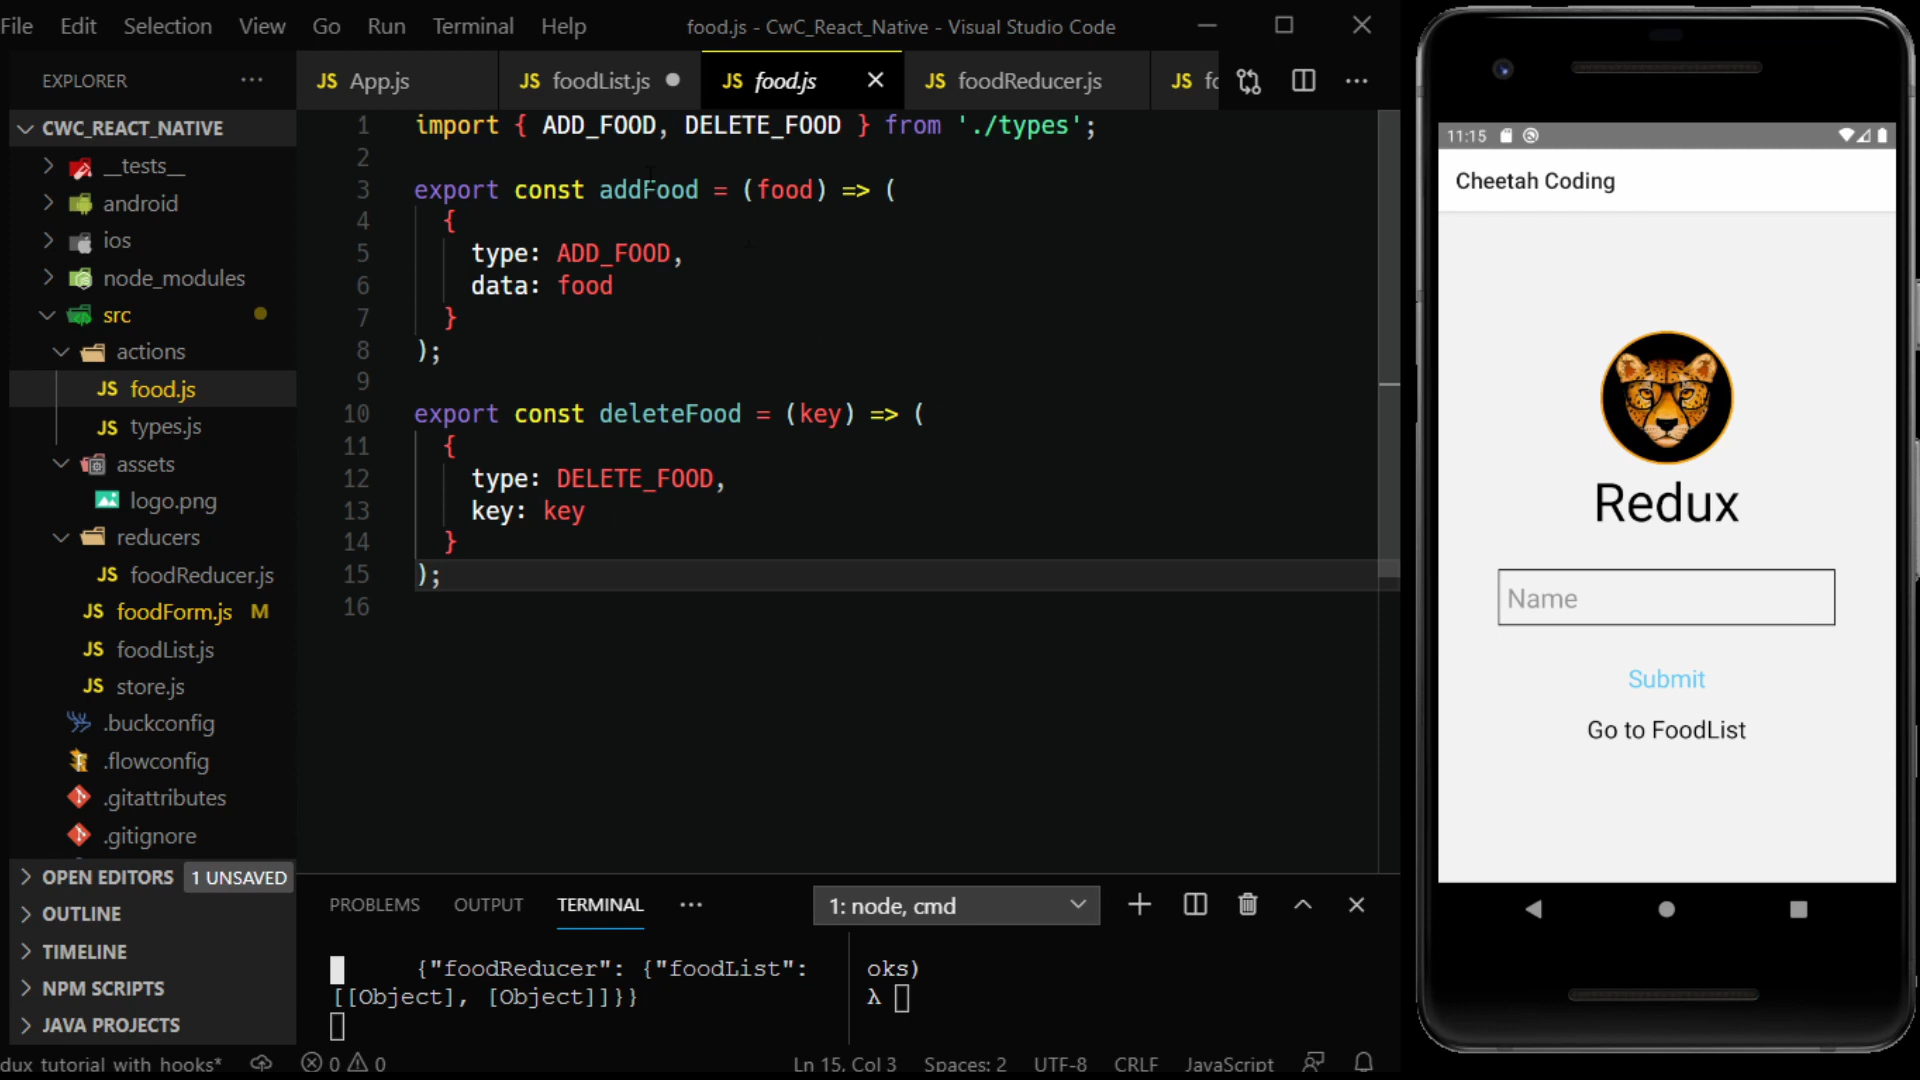 File Edit Selection View Go Run Terminal Help food.js - CwC_React_Native - Visual Studio Code
EXPLORER
JS App.js JS foodList.js JS food.js JS foodReducer.js JS fo
CWC_REACT_NATIVE
__tests__
android
ios
node_modules
src
actions
JS food.js
JS types.js
assets
logo.png
reducers
JS foodReducer.js
JS foodForm.js M
JS foodList.js
JS store.js
.buckconfig
.flowconfig
.gitattributes
.gitignore
OPEN EDITORS 1 UNSAVED
OUTLINE
TIMELINE
NPM SCRIPTS
JAVA PROJECTS
1 import { ADD_FOOD, DELETE_FOOD } from './types';
2
3 export const addFood = (food) => (
4 {
5 type: ADD_FOOD,
6 data: food
7 }
8 );
9
10 export const deleteFood = (key) => (
11 {
12 type: DELETE_FOOD,
13 key: key
14 }
15 );
16
PROBLEMS OUTPUT TERMINAL 1: node, cmd
{"foodReducer": {"foodList":
[[Object], [Object]]}}
oks)
λ
dux tutorial with hooks* 0 0 Ln 15, Col 3 Spaces: 2 UTF-8 CRLF JavaScript
11:15
Cheetah Coding
Redux
Name
Submit
Go to FoodList